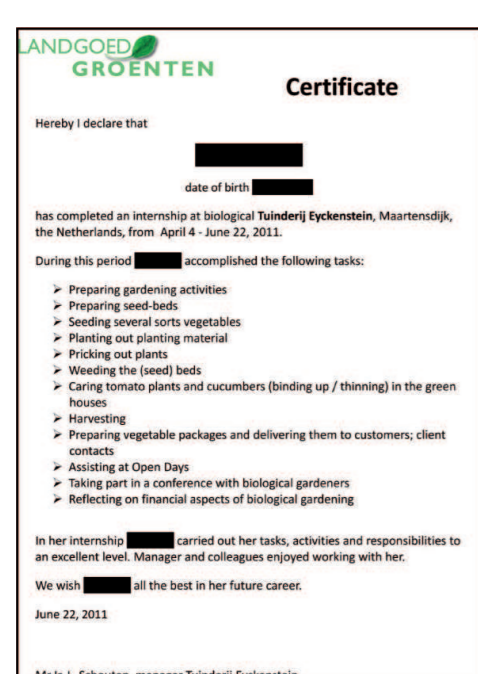 LANDGOED
GROENTEN
Certificate
Hereby I declare that
date of birth
has completed an internship at biological Tuinderij Eyckenstein, Maartensdijk,
the Netherlands, from April 4 - June 22, 2011.
During this period accomplished the following tasks:
➢ Preparing gardening activities
➢ Preparing seed-beds
➢ Seeding several sorts vegetables
➢ Planting out planting material
➢ Pricking out plants
➢ Weeding the (seed) beds
➢ Caring tomato plants and cucumbers (binding up / thinning) in the green
houses
➢ Harvesting
➢ Preparing vegetable packages and delivering them to customers; client
contacts
➢ Assisting at Open Days
➢ Taking part in a conference with biological gardeners
➢ Reflecting on financial aspects of biological gardening
In her internship carried out her tasks, activities and responsibilities to
an excellent level. Manager and colleagues enjoyed working with her.
We wish all the best in her future career.
June 22, 2011
manager Tuinderij Eyckenstein